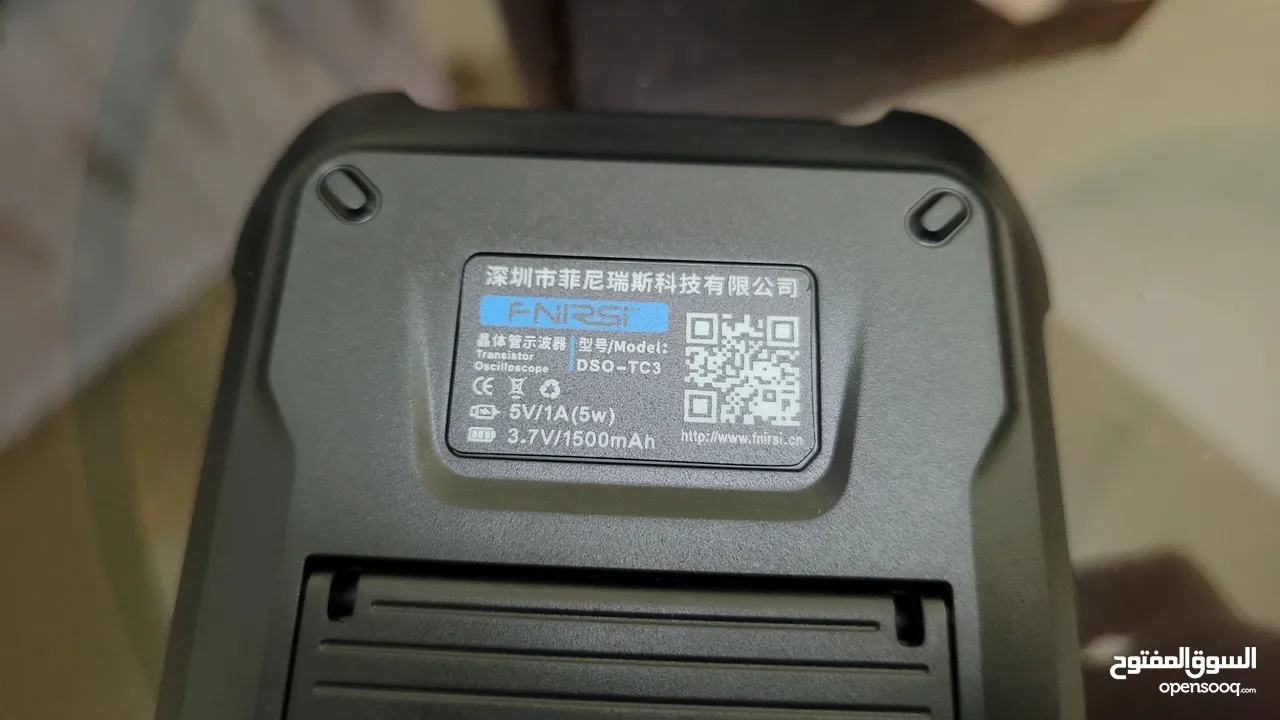 深圳市菲尼瑞斯科技有限公司
FNIRSI
晶体管示波器
Transistor
Oscilloscope
型号/Model:
DSO-TC3
CE
5V/1A(5w)
3.7V/1500mAh
http://www.fnirsi.cn
السوق المفتوح
opensooq.com